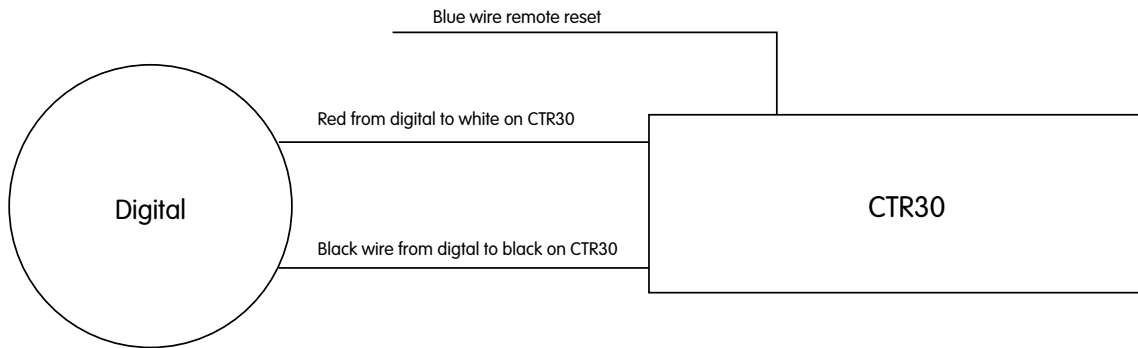 Blue wire remote reset
Red from digital to white on CTR30
Digital
CTR30
Black wire from digtal to black on CTR30